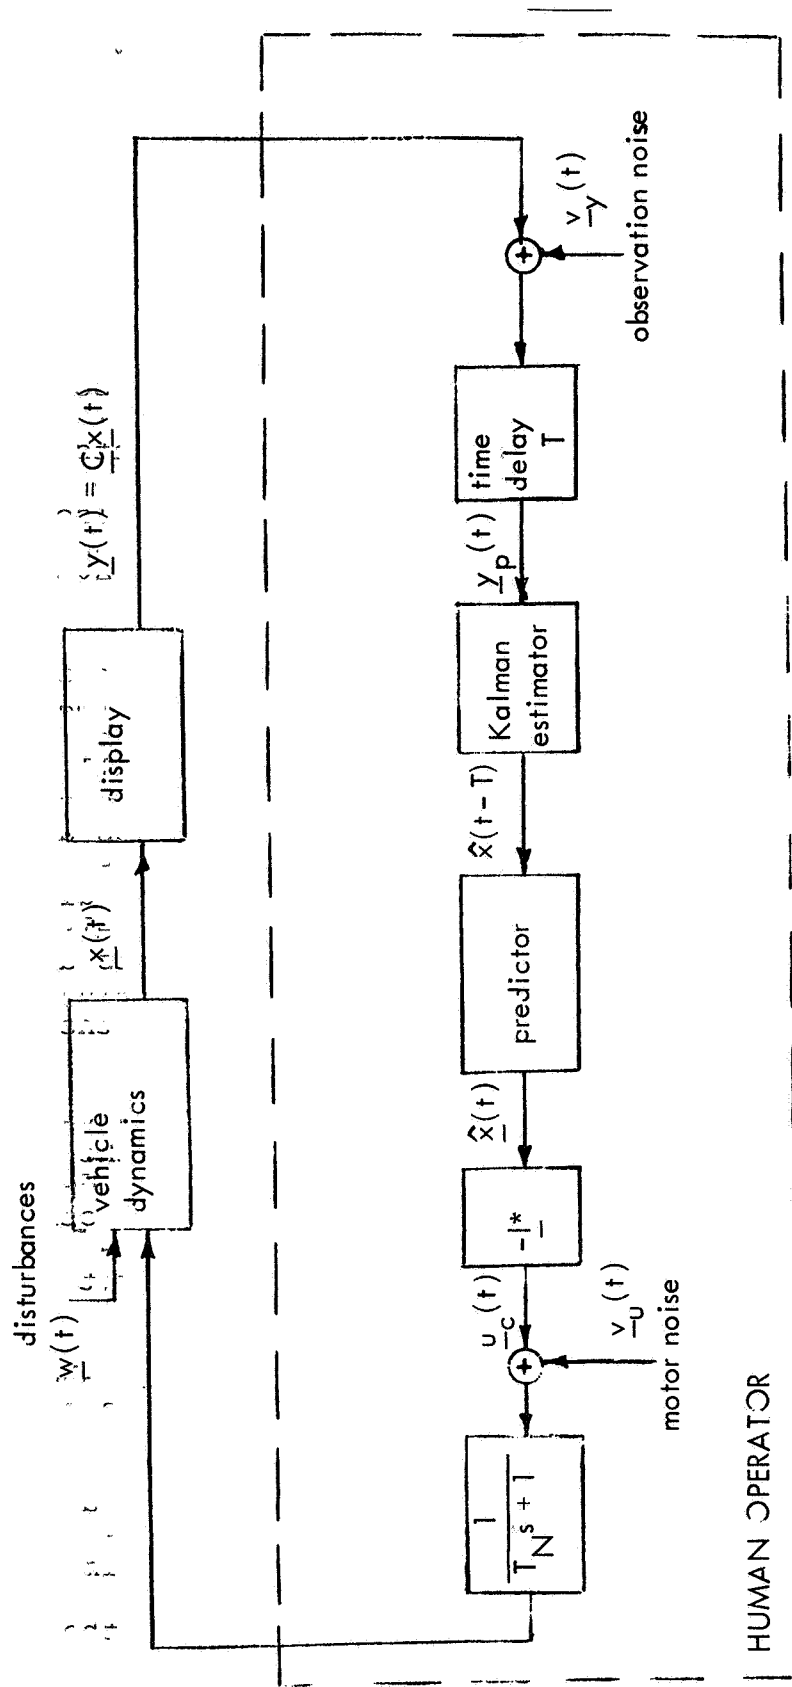 disturbances
w(t)
vehicle
dynamics
x(t)
display
y(t) = C x(t)
v_y(t)
observation noise
time
delay
T
y_p(t)
Kalman
estimator
x̂(t-T)
predictor
x̂(t)
-l*
u_c(t)
v_u(t)
motor noise
1
T_N s + 1
HUMAN OPERATOR